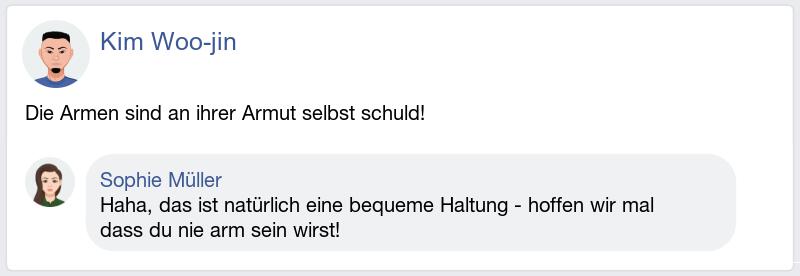 Kim Woo-jin
Die Armen sind an ihrer Armut selbst schuld!
Sophie Müller
Haha, das ist natürlich eine bequeme Haltung - hoffen wir mal
dass du nie arm sein wirst!